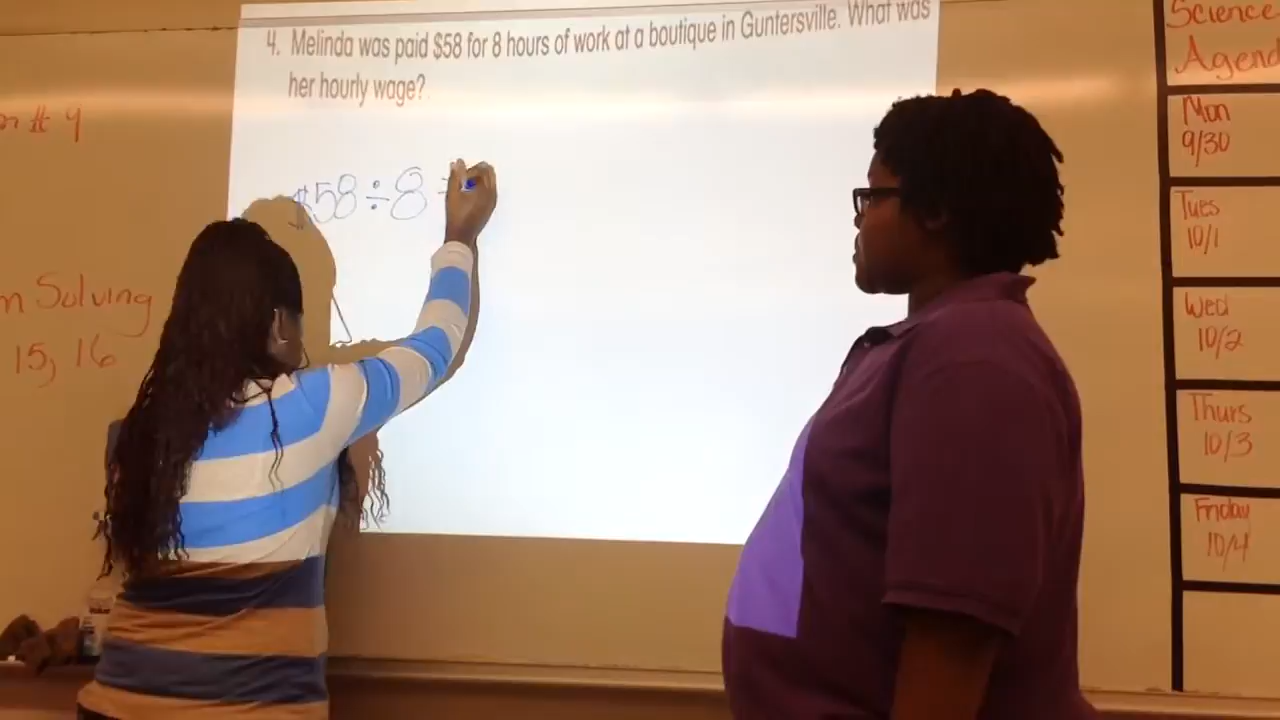 4. Melinda was paid $58 for 8 hours of work at a boutique in Guntersville. What was
her hourly wage?
$58 ÷ 8 =
# 9
Solving
15, 16
Science
Agend
Mon
9/30
Tues
10/1
Wed
10/2
Thurs
10/3
Friday
10/4